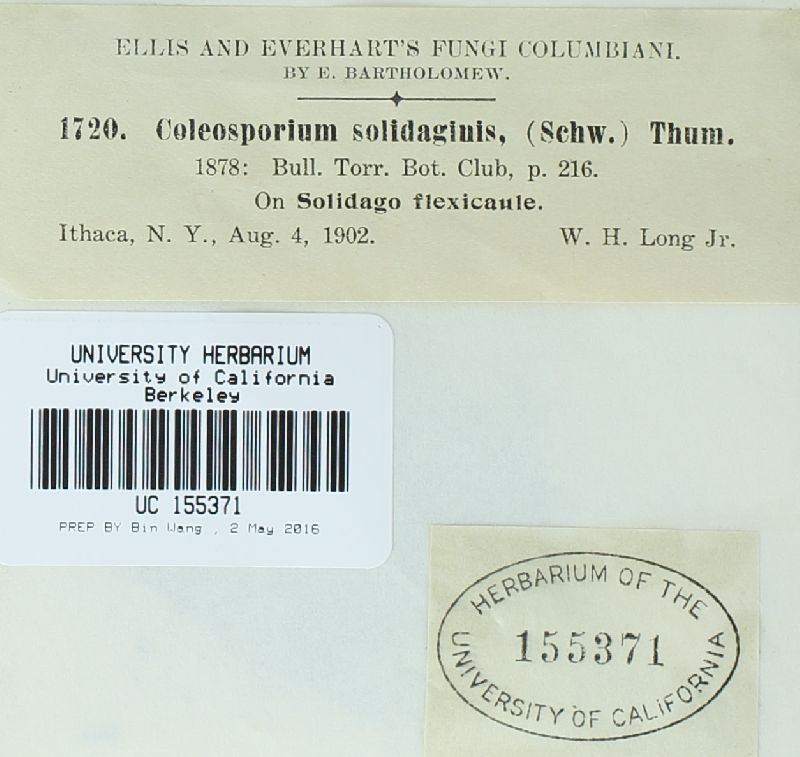 ELLIS AND EVERHART'S FUNGI COLUMBIANI.
BY E. BARTHOLOMEW.
1720. Coleosporium solidaginis, (Schw.) Thum.
1878: Bull. Torr. Bot. Club, p. 216.
On Solidago flexicaule.
Ithaca, N. Y., Aug. 4, 1902. W. H. Long Jr.
UNIVERSITY HERBARIUM
University of California
Berkeley
UC 155371
PREP BY Bin Wang , 2 May 2016
HERBARIUM OF THE
155371
UNIVERSITY OF CALIFORNIA